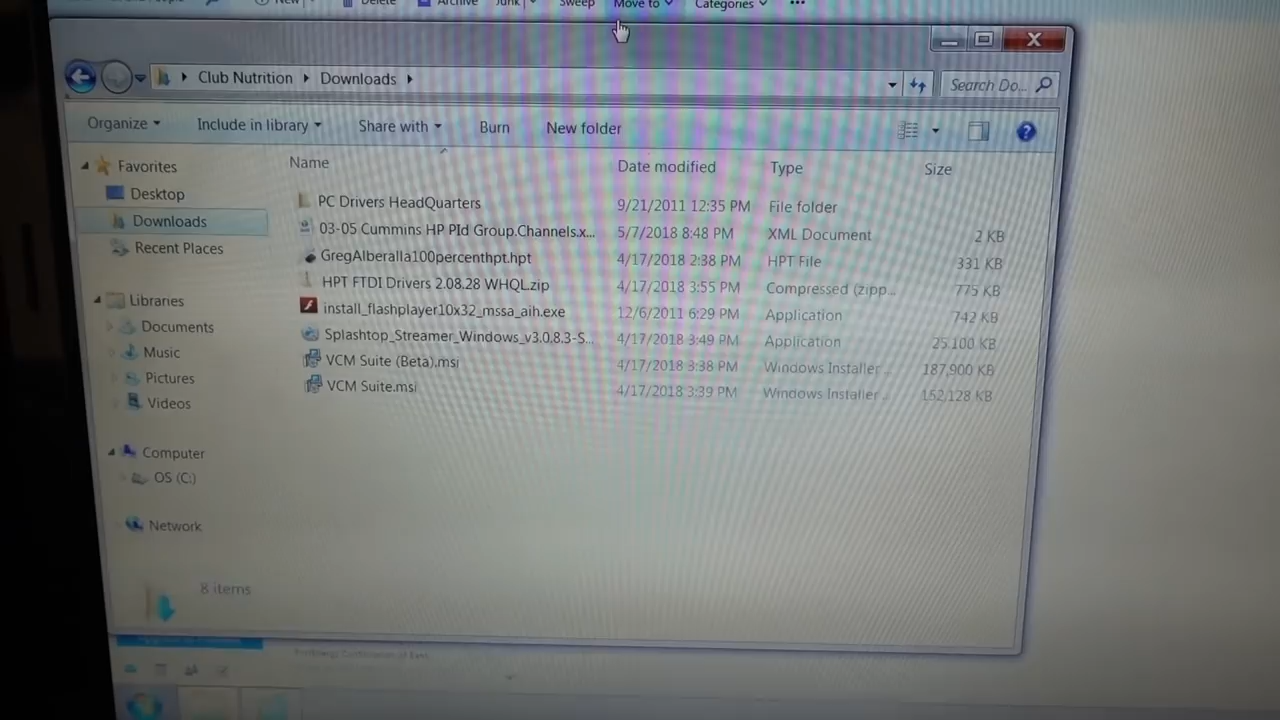 New Delete Archive Junk Sweep Move to Categories ...
Club Nutrition Downloads Search Do...
Organize Include in library Share with Burn New folder
Name Date modified Type Size
Favorites
Desktop
Downloads
Recent Places
Libraries
Documents
Music
Pictures
Videos
Computer
OS (C:)
Network
PC Drivers HeadQuarters 9/21/2011 12:35 PM File folder
03-05 Cummins HP PId Group.Channels.x... 5/7/2018 8:48 PM XML Document 2 KB
GregAlberalla100percenthpt.hpt 4/17/2018 2:38 PM HPT File 331 KB
HPT FTDI Drivers 2.08.28 WHQL.zip 4/17/2018 3:55 PM Compressed (zipp... 775 KB
install_flashplayer10x32_mssa_aih.exe 12/6/2011 6:29 PM Application 742 KB
Splashtop_Streamer_Windows_v3.0.8.3-S... 4/17/2018 3:49 PM Application 25,100 KB
VCM Suite (Beta).msi 4/17/2018 3:38 PM Windows Installer ... 187,900 KB
VCM Suite.msi 4/17/2018 3:39 PM Windows Installer ... 152,128 KB
8 items